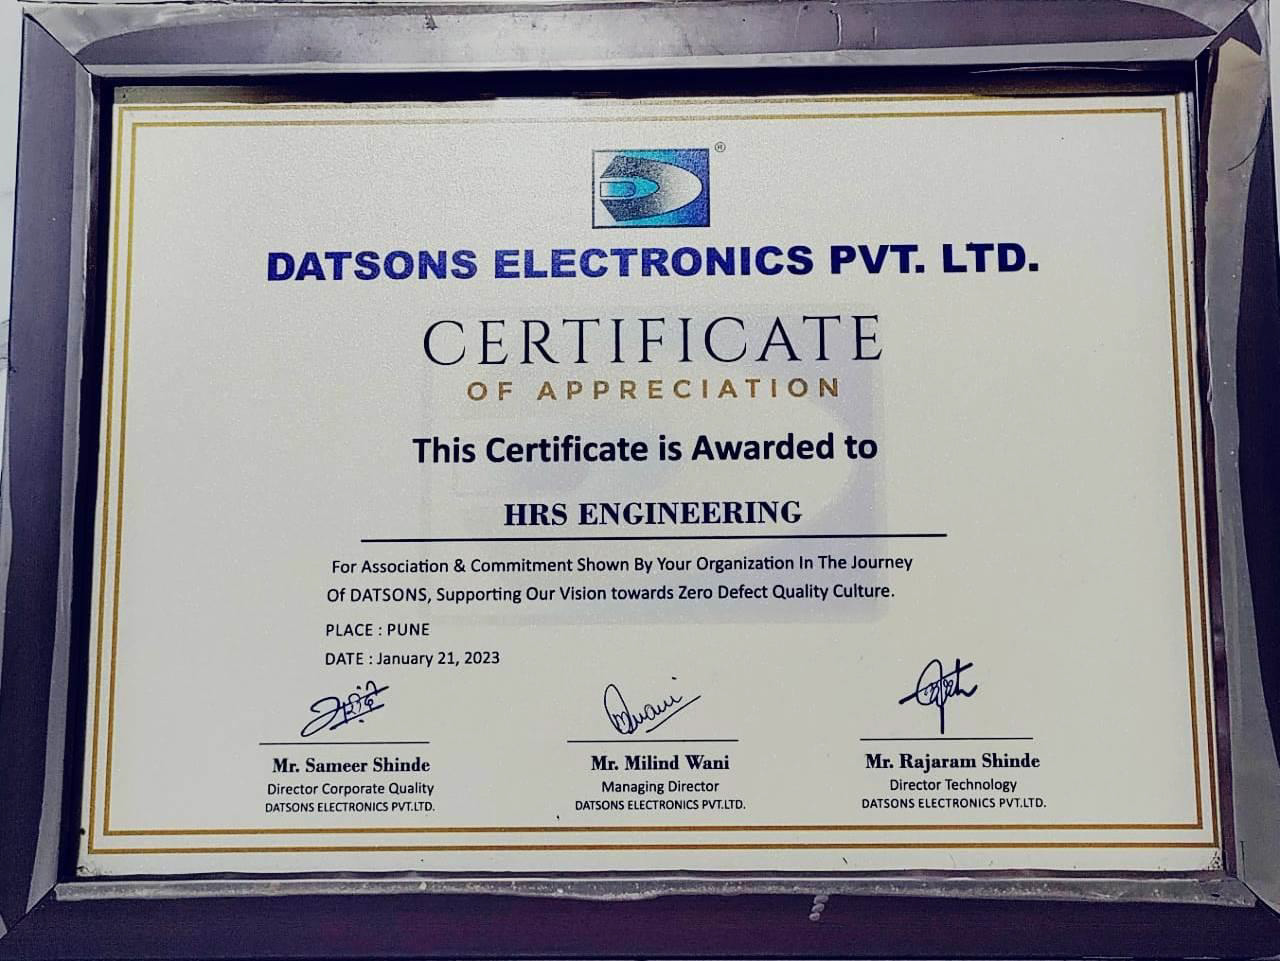 ®
DATSONS ELECTRONICS PVT. LTD.
CERTIFICATE
OF APPRECIATION
This Certificate is Awarded to
HRS ENGINEERING
For Association & Commitment Shown By Your Organization In The Journey
Of DATSONS, Supporting Our Vision towards Zero Defect Quality Culture.
PLACE : PUNE
DATE : January 21, 2023
Mr. Sameer Shinde
Director Corporate Quality
DATSONS ELECTRONICS PVT.LTD.
Mr. Milind Wani
Managing Director
DATSONS ELECTRONICS PVT.LTD.
Mr. Rajaram Shinde
Director Technology
DATSONS ELECTRONICS PVT.LTD.